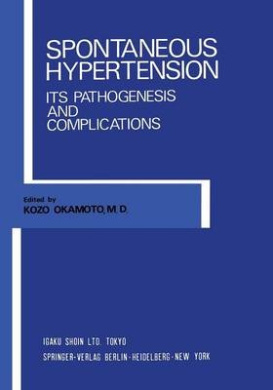 SPONTANEOUS
HYPERTENSION
ITS PATHOGENESIS
AND
COMPLICATIONS
Edited by
KOZO OKAMOTO, M, D,
IGAKU SHOIN LTD. TOKYO
SPRINGER-VERLAG BERLIN · HEIDELBERG · NEW YORK